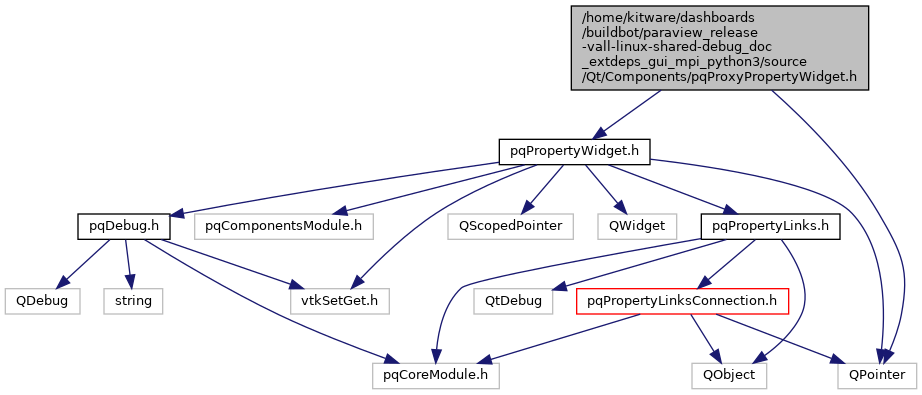 /home/kitware/dashboards
/buildbot/paraview_release
-vall-linux-shared-debug_doc
_extdeps_gui_mpi_python3/source
/Qt/Components/pqProxyPropertyWidget.h
pqPropertyWidget.h
pqDebug.h
pqComponentsModule.h
QScopedPointer
QWidget
pqPropertyLinks.h
QDebug
string
vtkSetGet.h
QtDebug
pqPropertyLinksConnection.h
pqCoreModule.h
QObject
QPointer